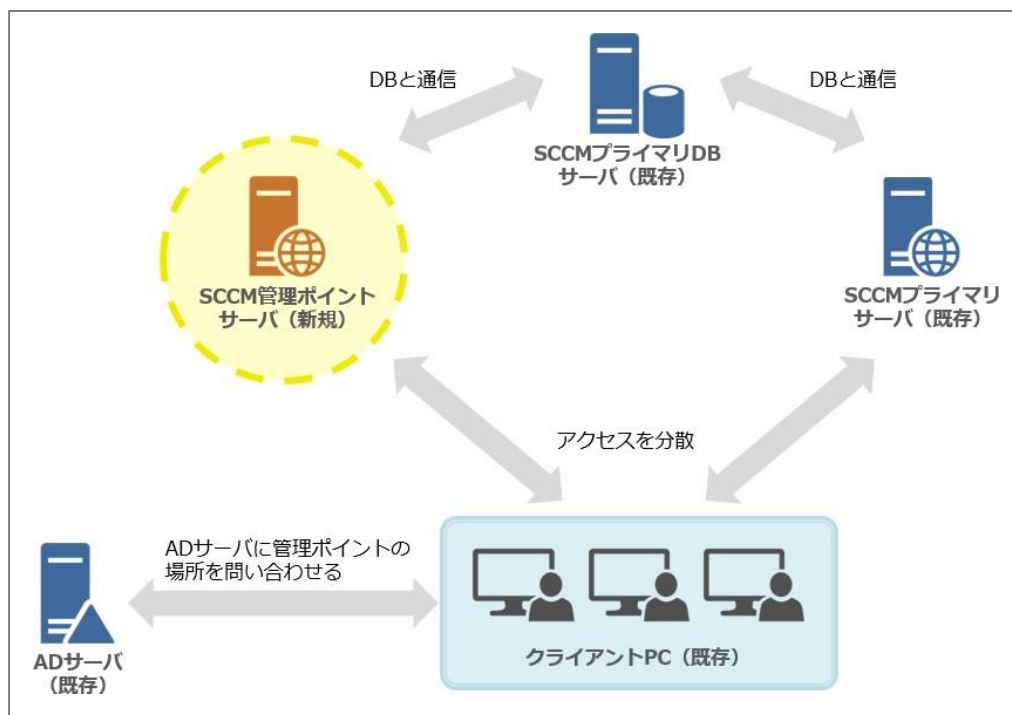 DBと通信
DBと通信
SCCMプライマリDB
サーバ（既存）
SCCM管理ポイント
サーバ（新規）
SCCMプライマリ
サーバ（既存）
アクセスを分散
ADサーバに管理ポイントの
場所を問い合わせる
クライアントPC（既存）
ADサーバ
（既存）